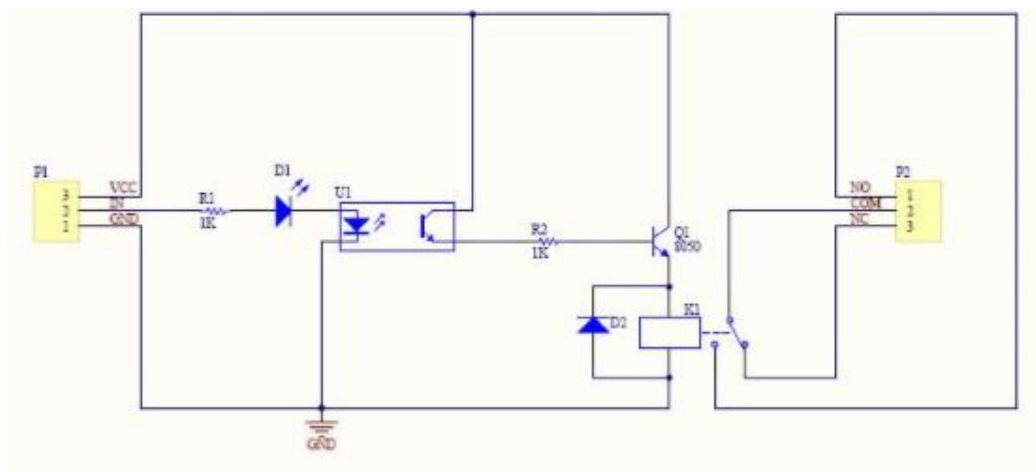 P1
3
2
1
VCC
IN
GND
R1
1K
D1
U1
R2
1K
Q1
8050
D2
K1
GND
P2
NO
COM
NC
1
2
3